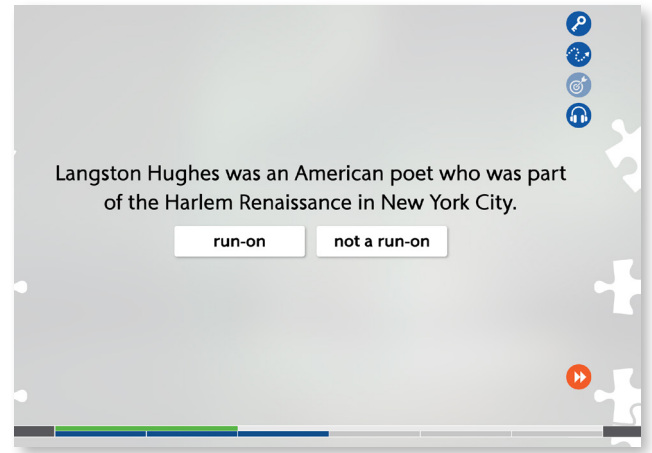 Langston Hughes was an American poet who was part
of the Harlem Renaissance in New York City.
run-on not a run-on